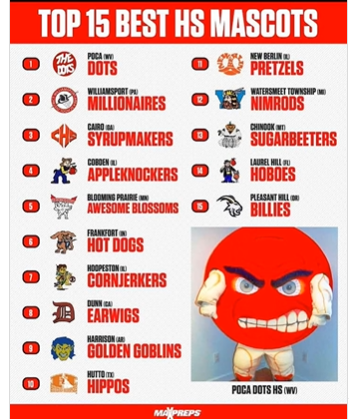 TOP 15 BEST HS MASCOTS
1
THE DOTS
POCA (WV)
DOTS
2
WILLIAMSPORT (PA)
MILLIONAIRES
3
CHS
CAIRO (GA)
SYRUPMAKERS
4
COBDEN (IL)
APPLEKNOCKERS
5
BLOOMING PRAIRIE (MN)
AWESOME BLOSSOMS
6
FRANKFORT (IN)
HOT DOGS
7
HOOPESTON (IL)
CORNJERKERS
8
D
DUNN (CA)
EARWIGS
9
HARRISON (AR)
GOLDEN GOBLINS
10
HUTTO (TX)
HIPPOS
11
NEW BERLIN (IL)
PRETZELS
12
WATERSMEET TOWNSHIP (MI)
NIMRODS
13
CHINOOK (MT)
SUGARBEETERS
14
LAUREL HILL (FL)
HOBOES
15
PLEASANT HILL (OR)
BILLIES
POCA DOTS HS (WV)
MAXPREPS